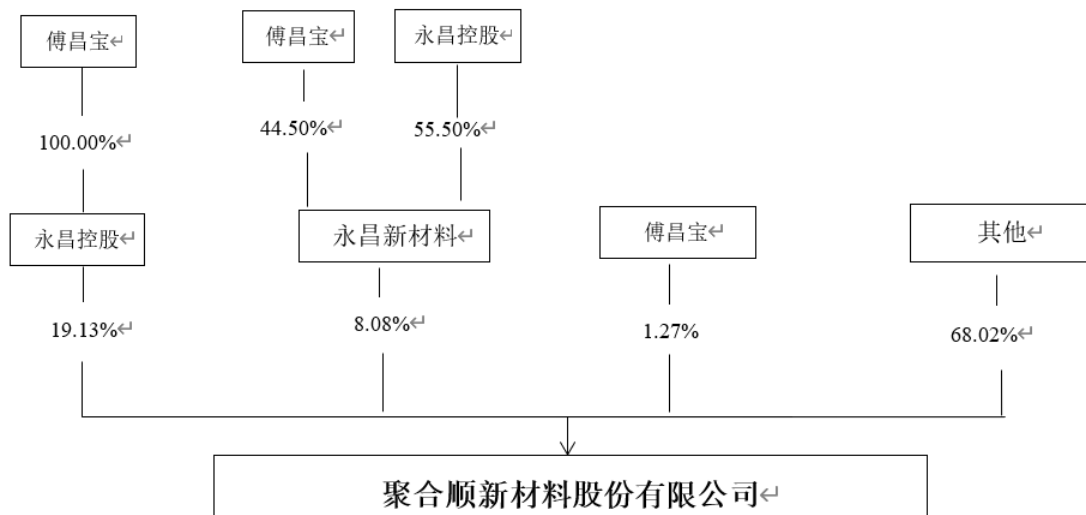 傅昌宝↵
傅昌宝↵
永昌控股↵
100.00%↵
44.50%↵
55.50%↵
永昌控股↵
永昌新材料↵
傅昌宝↵
其他↵
19.13%↵
8.08%↵
1.27%
68.02%↵
聚合顺新材料股份有限公司↵